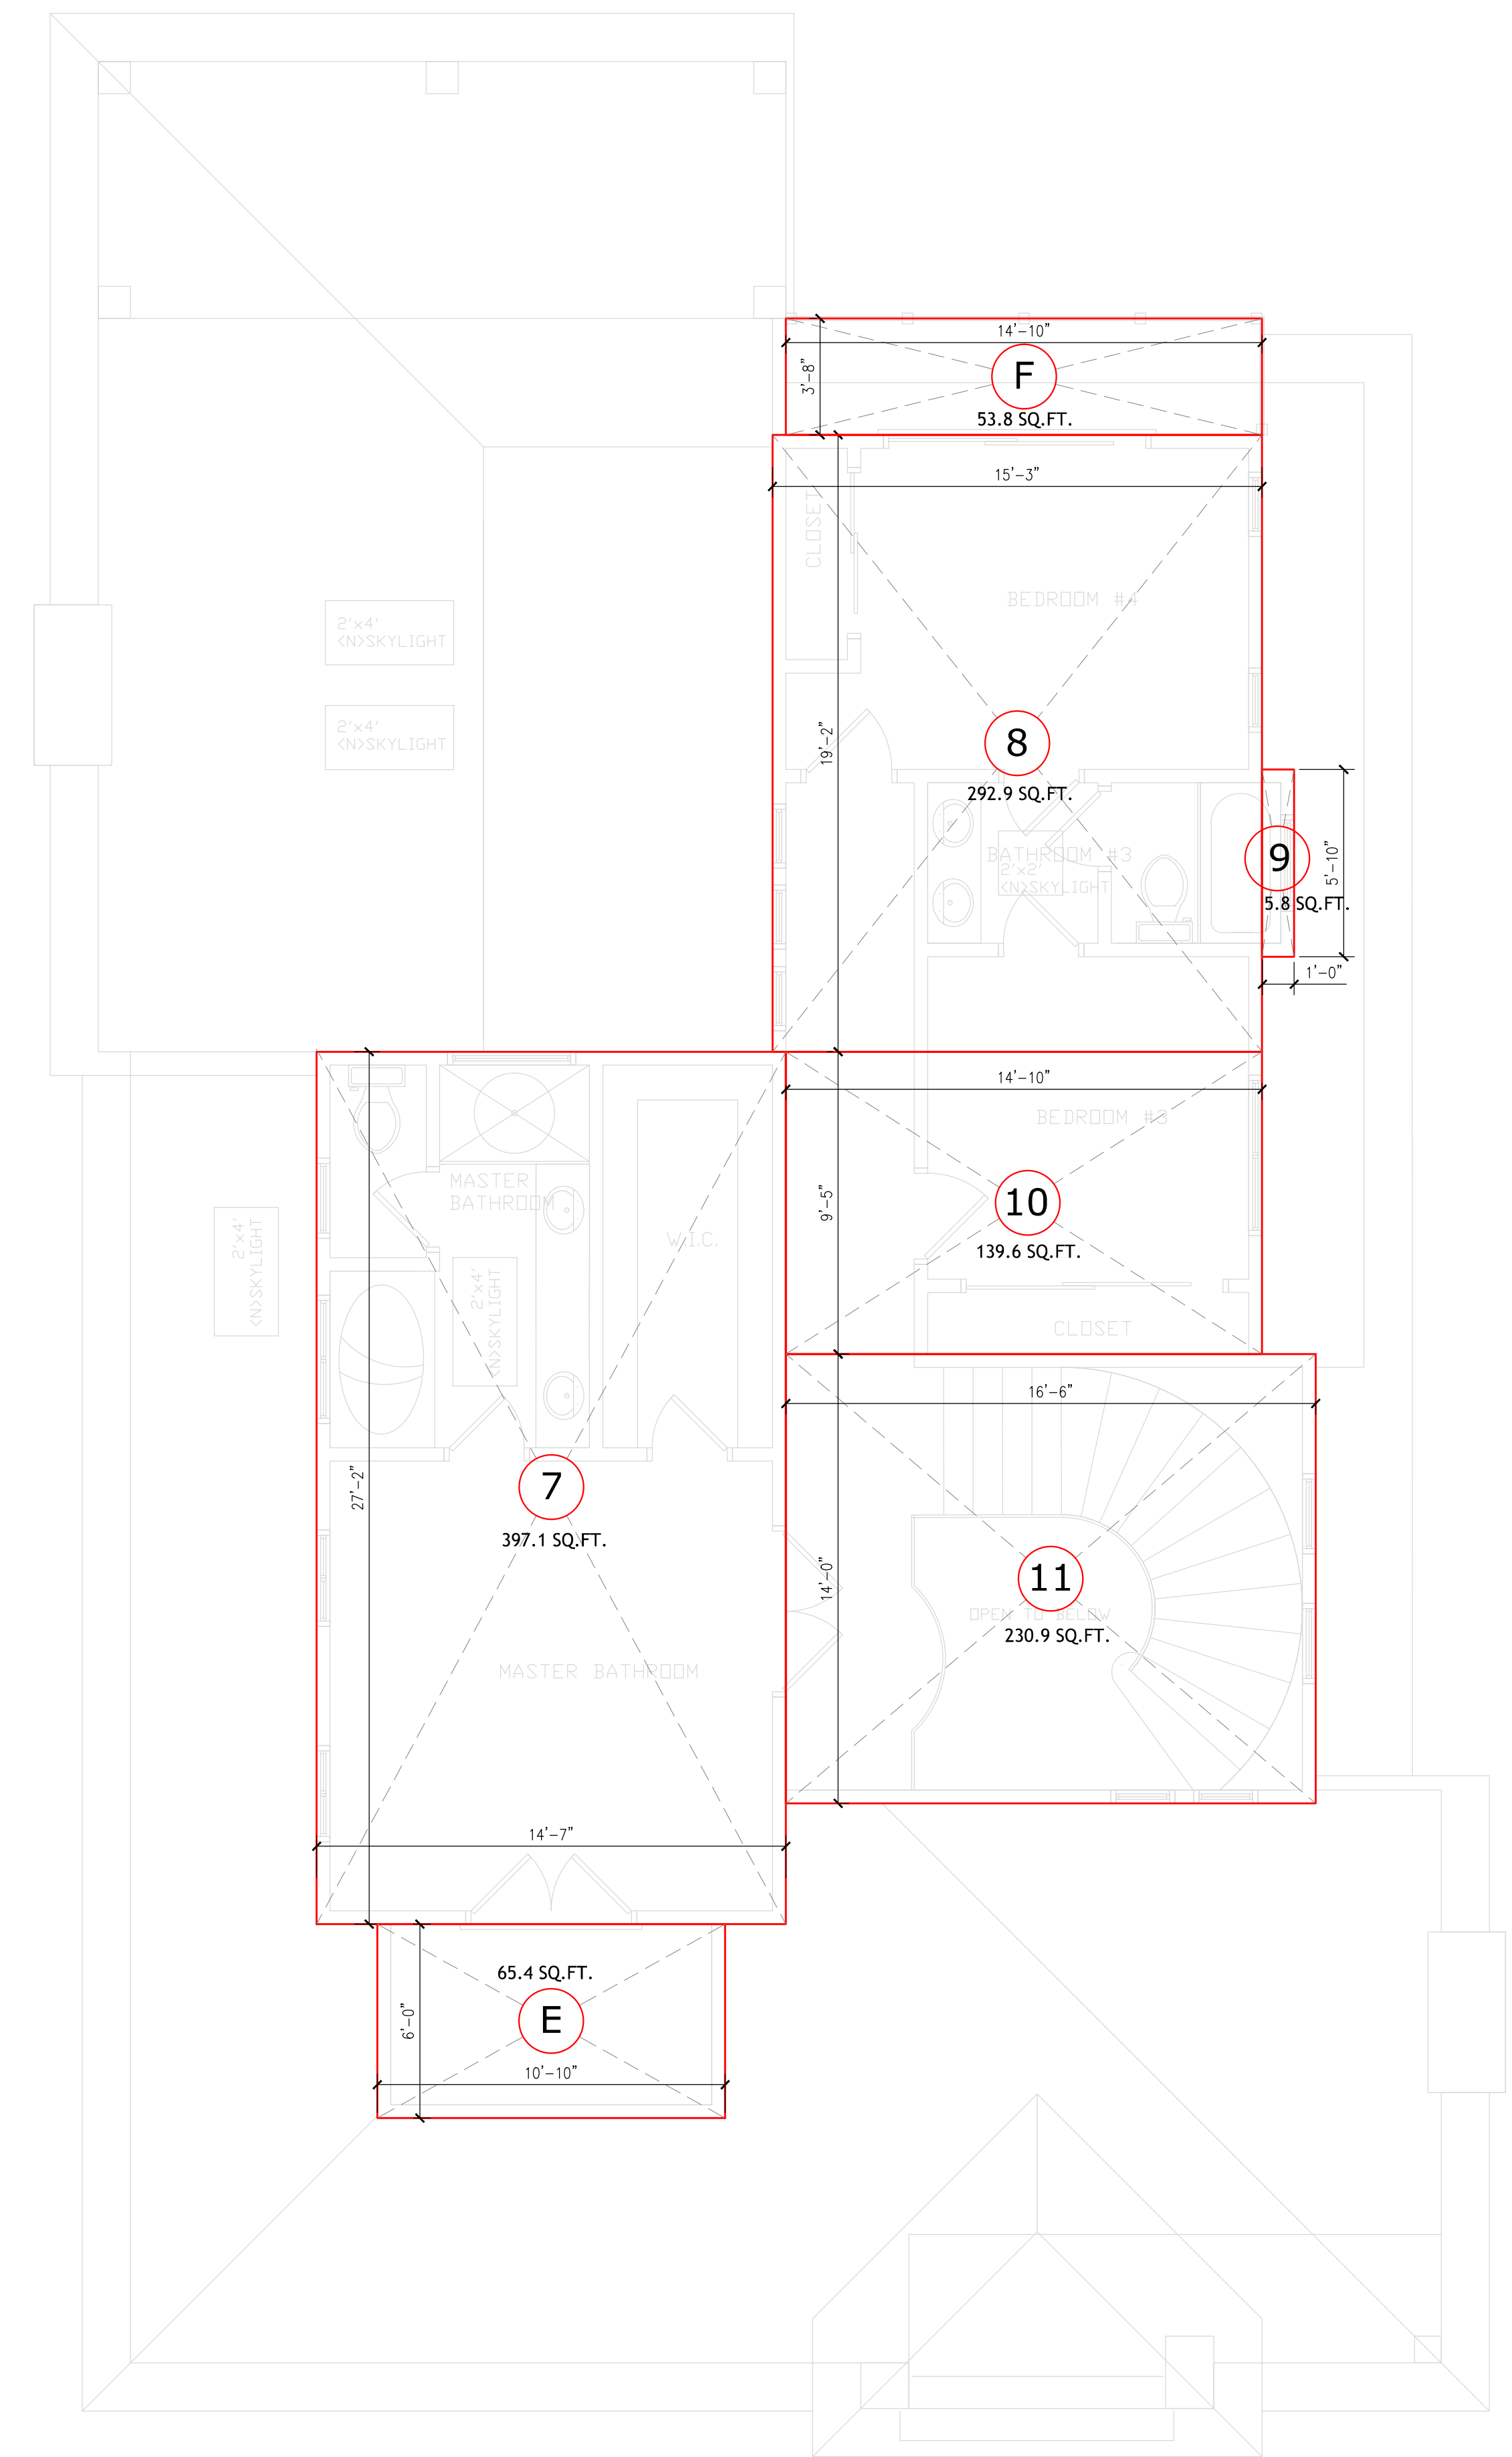 14'-10"
3'-8"
F
53.8 SQ.FT.
15'-3"
CLOSET
BEDROOM #4
2'x4'
<N>SKYLIGHT
2'x4'
<N>SKYLIGHT
19'-2"
8
292.9 SQ.FT.
BATHROOM #3
2'x2'
<N>SKYLIGHT
9
5.8 SQ.FT.
5'-10"
1'-0"
14'-10"
BEDROOM #3
MASTER
BATHROOM
W.I.C.
9'-5"
10
139.6 SQ.FT.
2'x4'
<N>SKYLIGHT
2'x4'
<N>SKYLIGHT
CLOSET
16'-6"
27'-2"
7
397.1 SQ.FT.
14'-0"
11
OPEN TO BELOW
230.9 SQ.FT.
MASTER BATHROOM
14'-7"
65.4 SQ.FT.
6'-0"
E
10'-10"